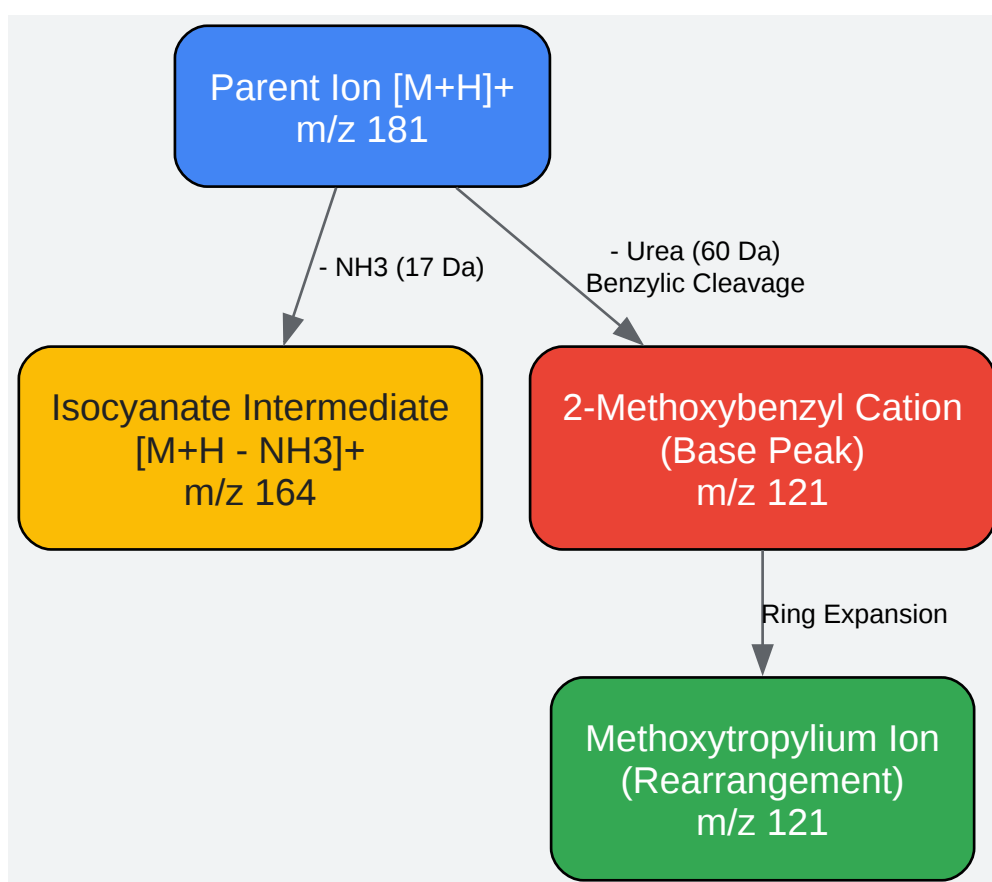 Parent Ion [M+H]+
m/z 181
- NH3 (17 Da)
- Urea (60 Da)
Benzylic Cleavage
Isocyanate Intermediate
[M+H - NH3]+
m/z 164
2-Methoxybenzyl Cation
(Base Peak)
m/z 121
Ring Expansion
Methoxytropylium Ion
(Rearrangement)
m/z 121